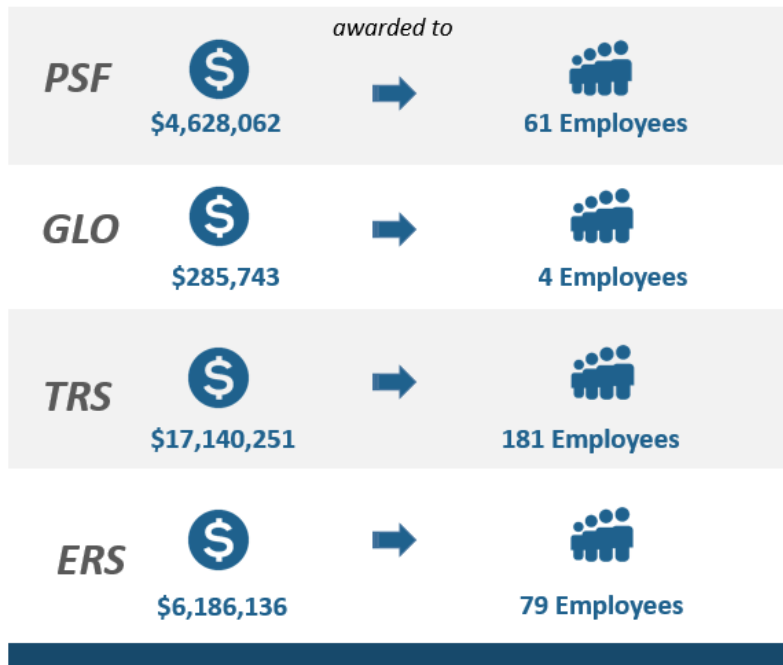 awarded to
PSF
$4,628,062
61 Employees
GLO
$285,743
4 Employees
TRS
$17,140,251
181 Employees
ERS
$6,186,136
79 Employees